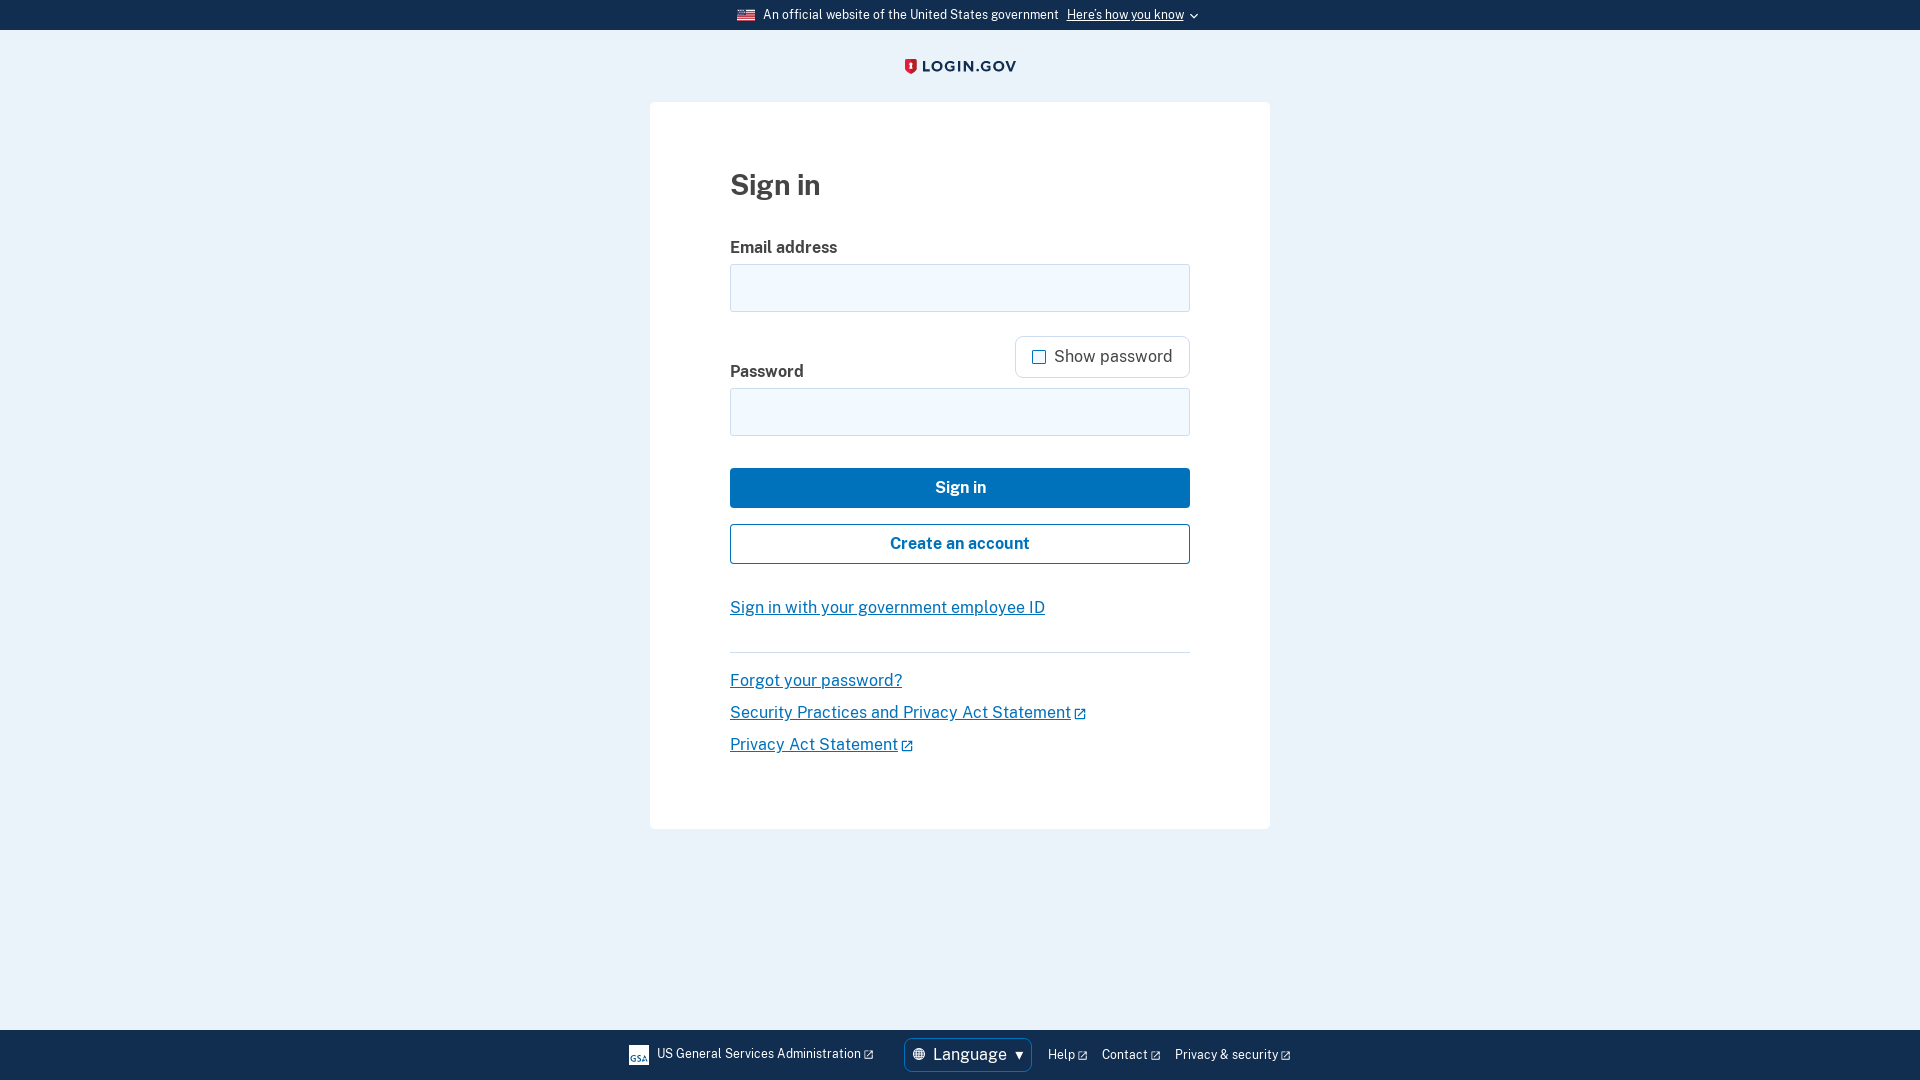 An official website of the United States government Here's how you know
LOGIN.GOV
Sign in
Email address
Show password
Password
Sign in
Create an account
Sign in with your government employee ID
Forgot your password?
Security Practices and Privacy Act Statement
Privacy Act Statement
GSA US General Services Administration Language ▾ Help Contact Privacy & security